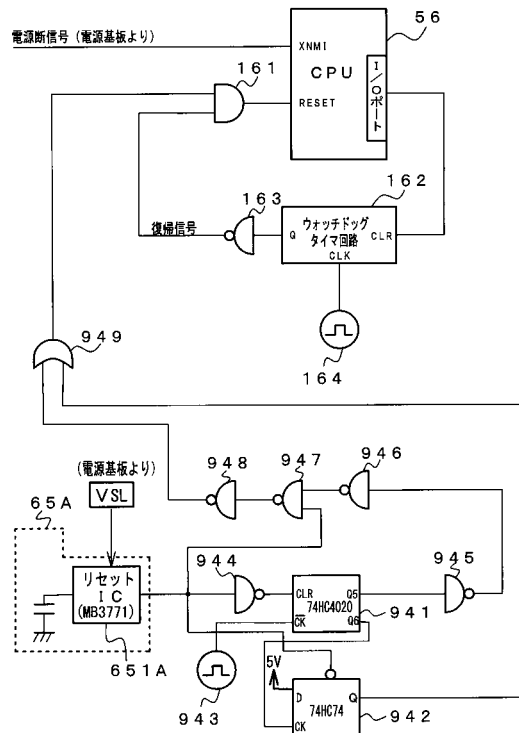 電源断信号(電源基板より)
56
XNMI
CPU
I/Oポート
RESET
161
162
163
復帰信号
Q
ウォッチドッグ
タイマ回路
CLR
CLK
164
949
(電源基板より)
VSL
65A
948
947
946
945
944
リセット
IC
(MB3771)
651A
CLR
Q5
74HC4020
CK
Q6
941
943
5V
D
74HC74
Q
CK
942